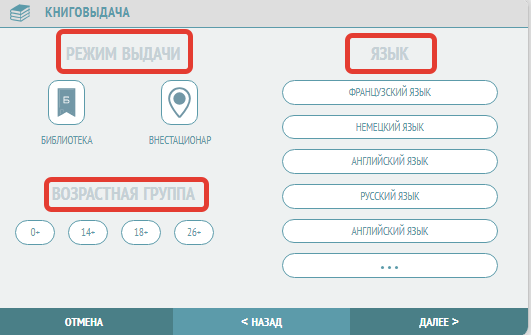 КНИГОВЫДАЧА
РЕЖИМ ВЫДАЧИ
Б
БИБЛИОТЕКА
ВНЕСТАЦИОНАР
ВОЗРАСТНАЯ ГРУППА
0+ 14+ 18+ 26+
ЯЗЫК
ФРАНЦУЗСКИЙ ЯЗЫК
НЕМЕЦКИЙ ЯЗЫК
АНГЛИЙСКИЙ ЯЗЫК
РУССКИЙ ЯЗЫК
АНГЛИЙСКИЙ ЯЗЫК
...
ОТМЕНА
< НАЗАД
ДАЛЕЕ >